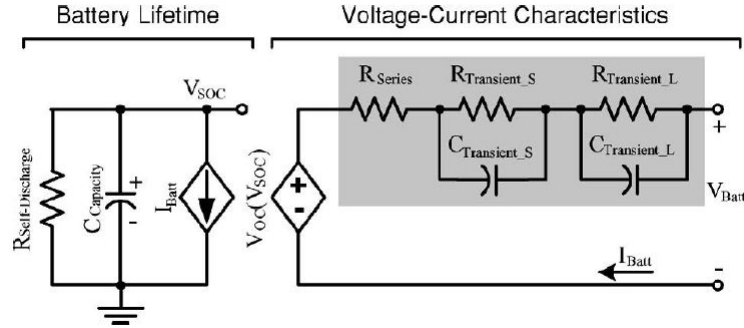 Battery Lifetime
Voltage-Current Characteristics
V_SOC
R_Self-Discharge
C_Capacity
+
-
I_Batt
V_OC(V_SOC)
+
-
R_Series
R_Transient_S
R_Transient_L
C_Transient_S
C_Transient_L
+
V_Batt
-
I_Batt